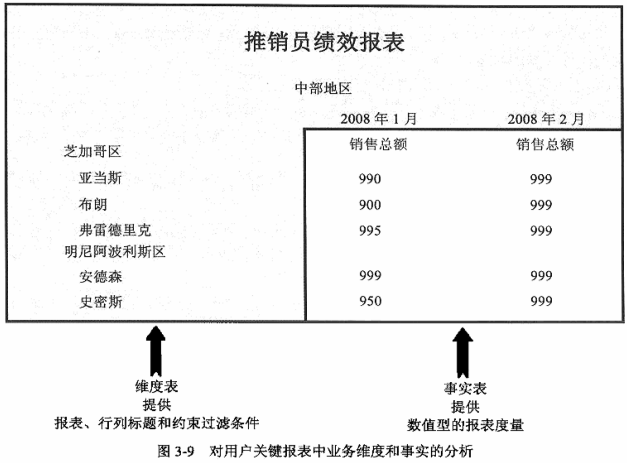 推销员绩效报表
中部地区
2008 年 1 月 2008 年 2 月
芝加哥区 销售总额 销售总额
亚当斯 990 999
布朗 900 999
弗雷德里克 995 999
明尼阿波利斯区
安德森 999 999
史密斯 950 999
维度表 事实表
提供 提供
报表、行列标题和约束过滤条件 数值型的报表度量
图 3-9 对用户关键报表中业务维度和事实的分析